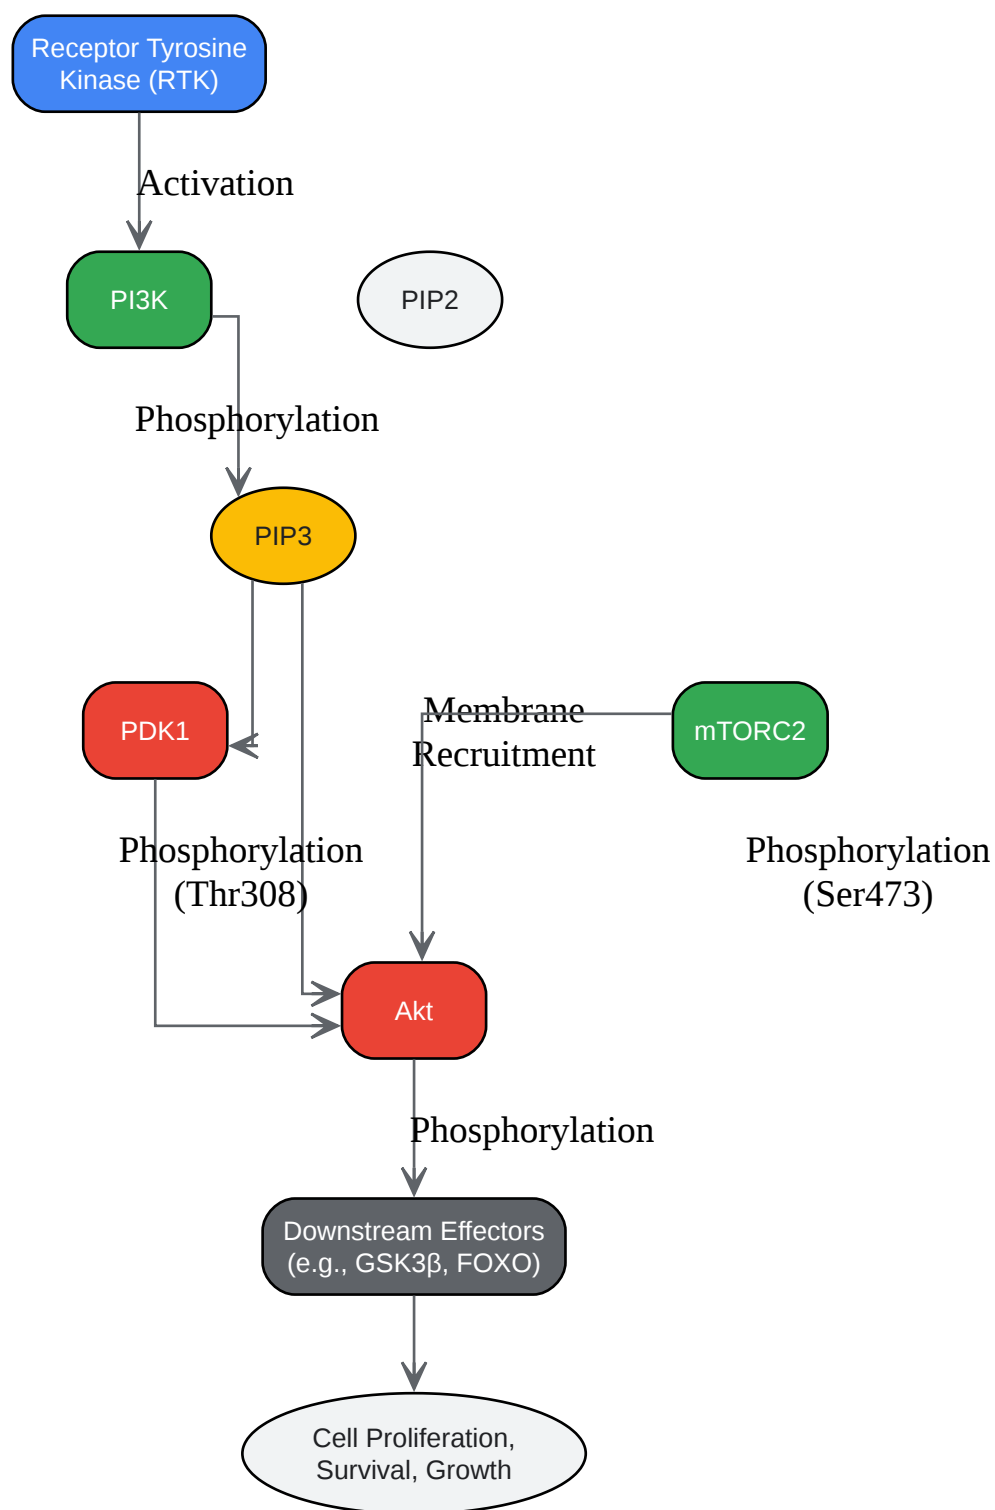 Receptor Tyrosine
Kinase (RTK)
Activation
PI3K
PIP2
Phosphorylation
PIP3
PDK1
Membrane
Recruitment
mTORC2
Phosphorylation
(Thr308)
Phosphorylation
(Ser473)
Akt
Phosphorylation
Downstream Effectors
(e.g., GSK3β, FOXO)
Cell Proliferation,
Survival, Growth